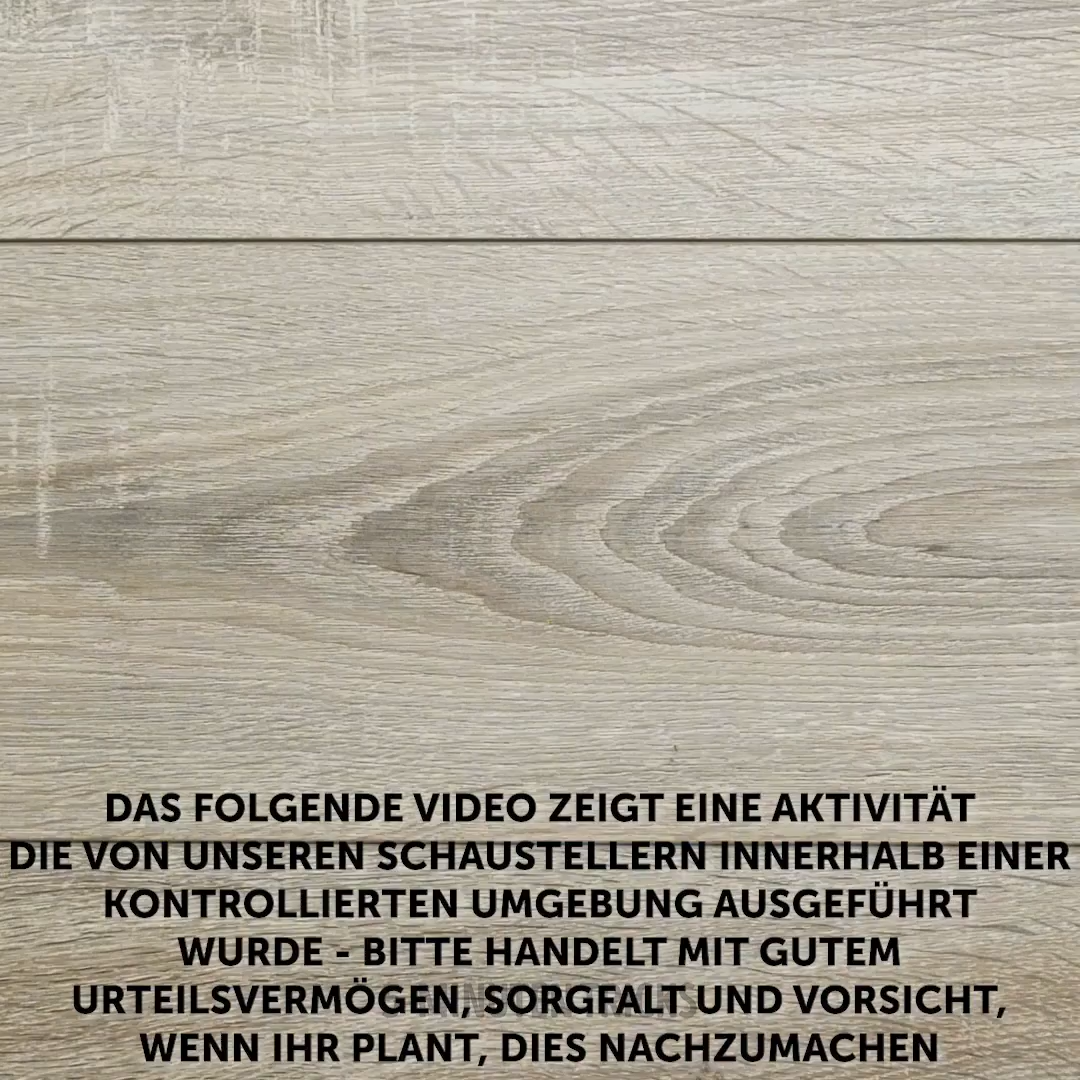 DAS FOLGENDE VIDEO ZEIGT EINE AKTIVITÄT
DIE VON UNSEREN SCHAUSTELLERN INNERHALB EINER
KONTROLLIERTEN UMGEBUNG AUSGEFÜHRT
WURDE - BITTE HANDELT MIT GUTEM
URTEILSVERMÖGEN, SORGFALT UND VORSICHT,
WENN IHR PLANT, DIES NACHZUMACHEN